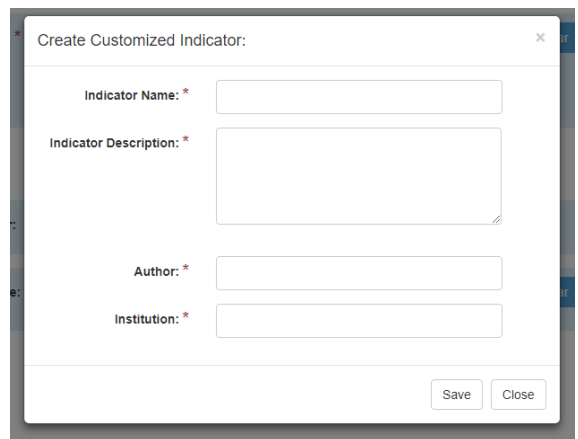 Create Customized Indicator: ×
Indicator Name: *
Indicator Description: *
Author: *
Institution: *
Save Close